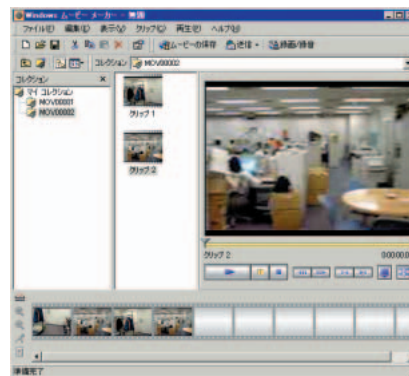 Windows ムービー メーカー - 無題
ファイル(F) 編集(E) 表示(V) クリップ(C) 再生(P) ヘルプ(H)
ムービーの保存 送信 録画/録音
コレクション: MOV00002
コレクション
マイ コレクション
MOV00001
MOV00002
クリップ 1
クリップ 2
クリップ 2
準備完了